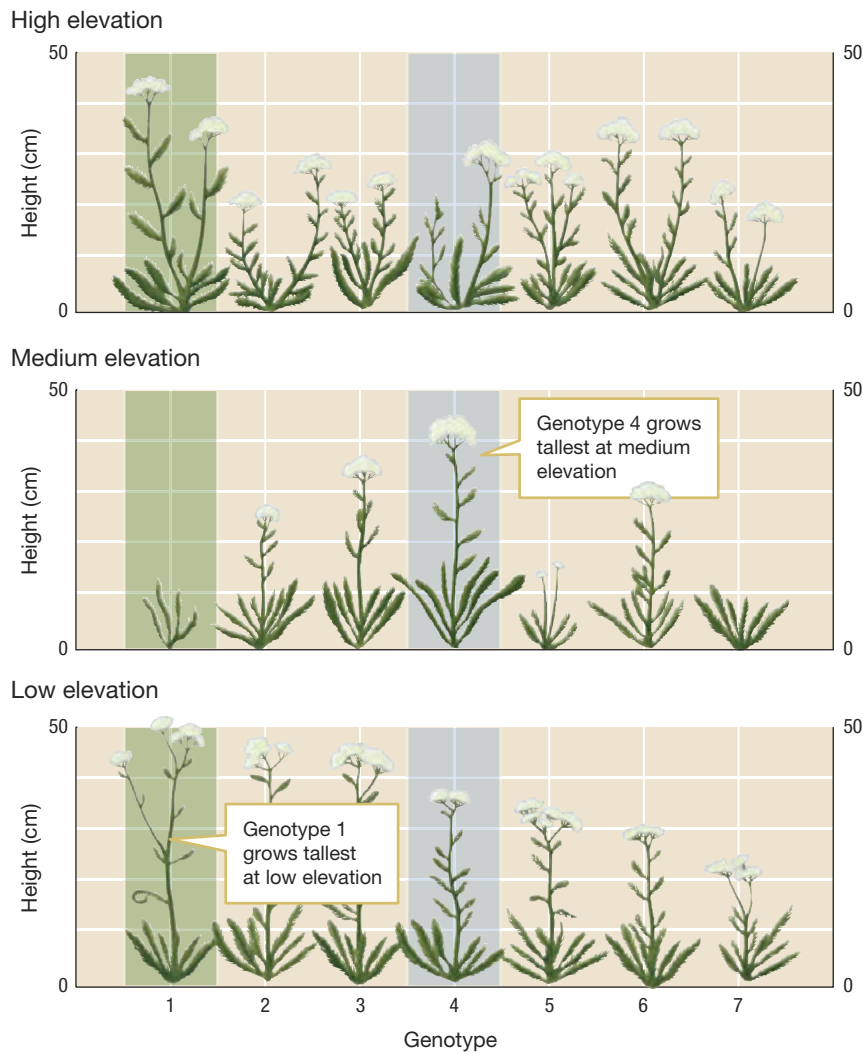 High elevation
50
50
Height (cm)
0
0
Medium elevation
50
50
Genotype 4 grows
tallest at medium
elevation
Height (cm)
0
0
Low elevation
50
50
Genotype 1
grows tallest
at low elevation
Height (cm)
0
0
1 2 3 4 5 6 7
Genotype